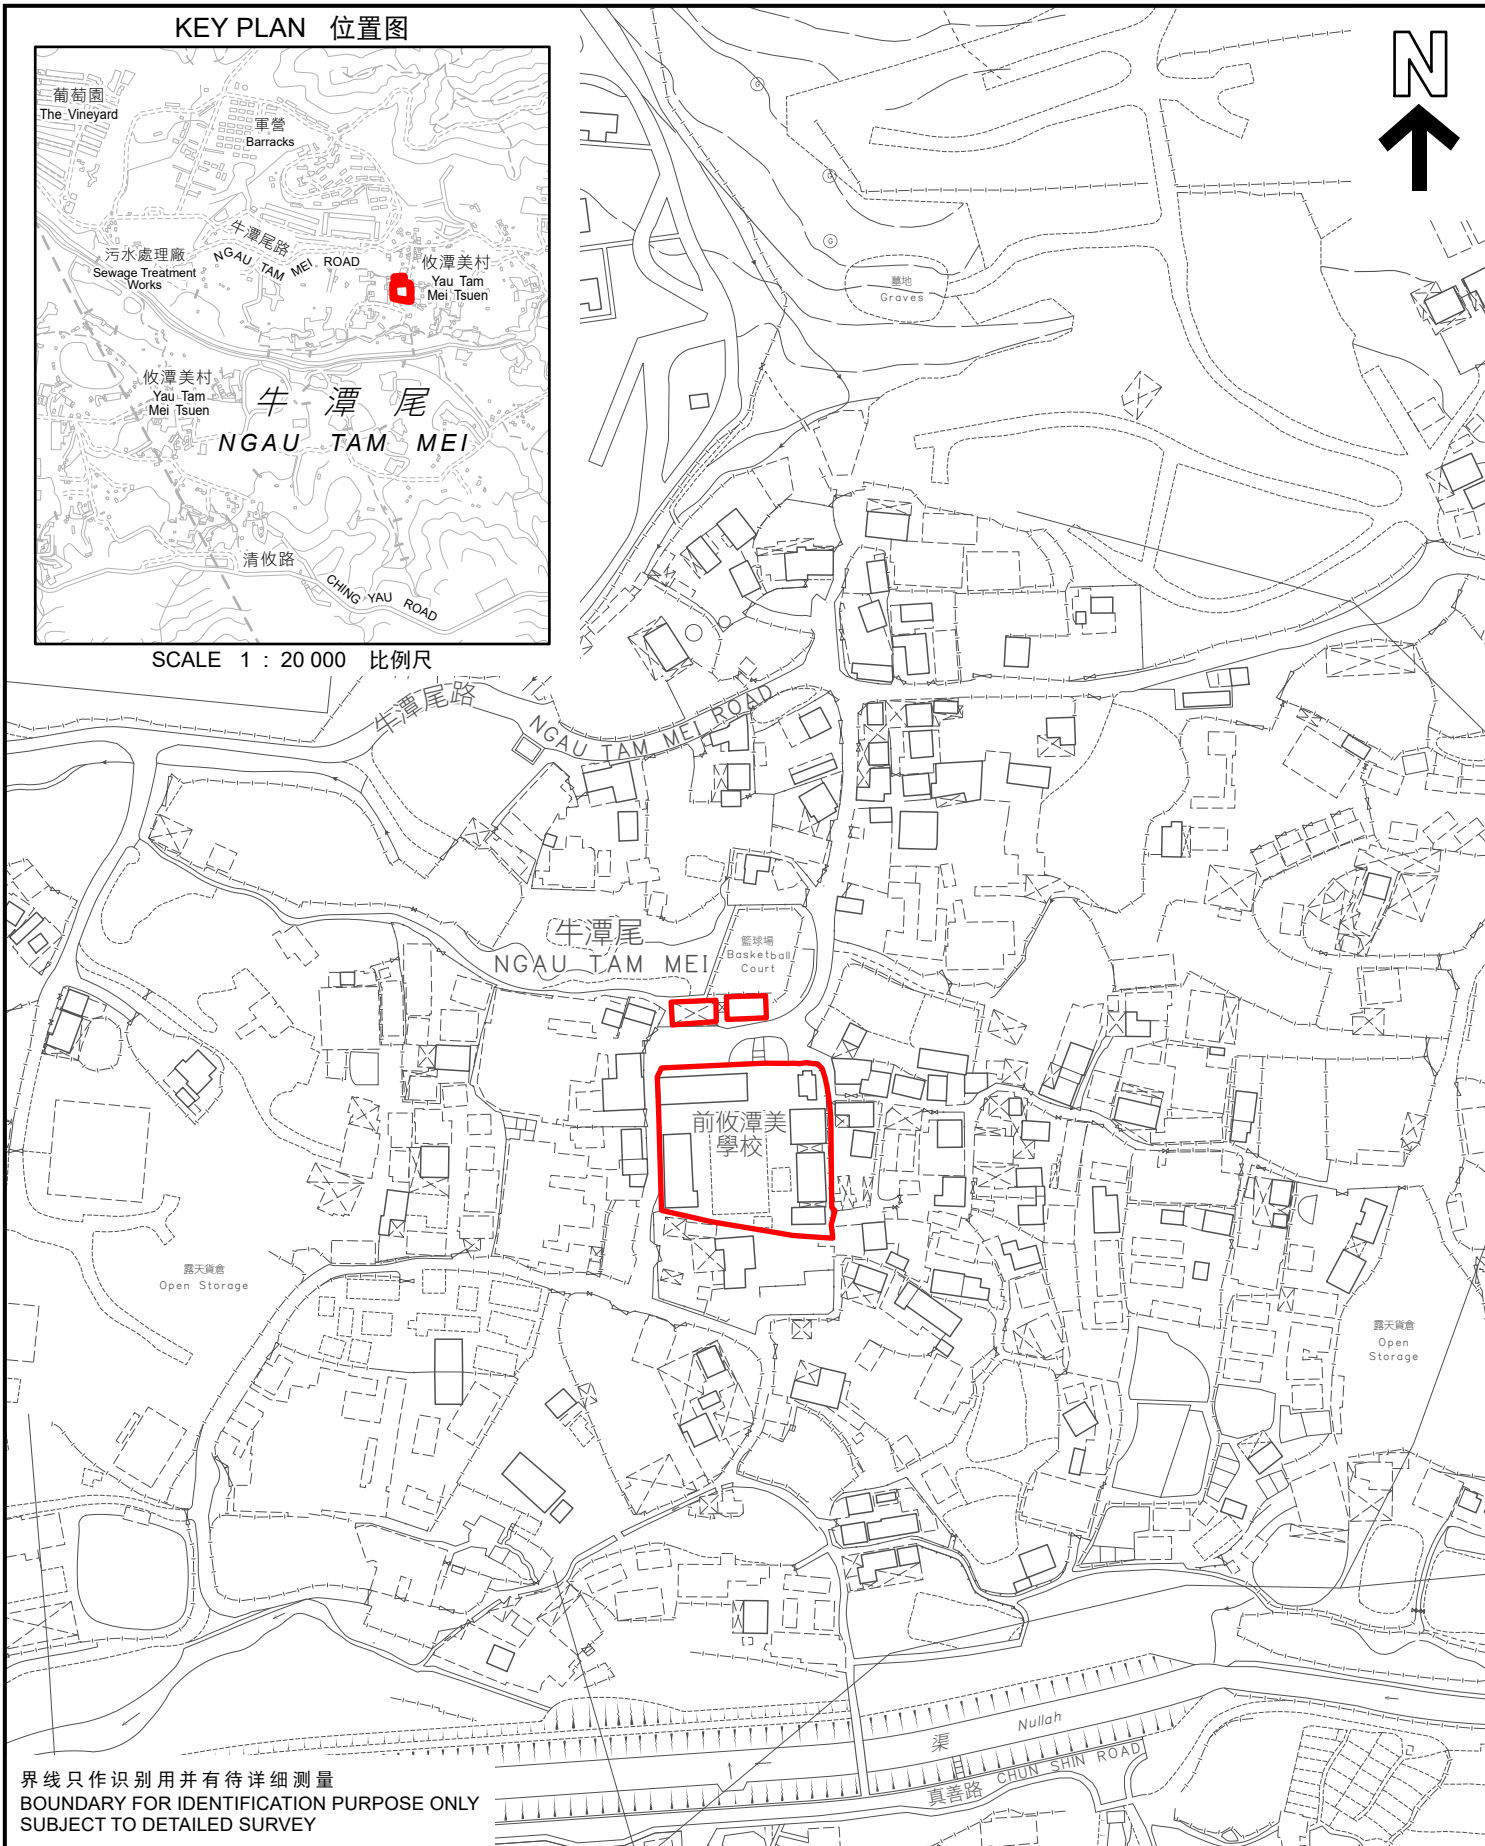 KEY PLAN 位置图
葡萄園
The Vineyard
軍營
Barracks
牛潭尾路
NGAU TAM MEI ROAD
污水處理廠
Sewage Treatment
Works
攸潭美村
Yau Tam
Mei Tsuen
攸潭美村
Yau Tam
Mei Tsuen
牛潭尾
NGAU TAM MEI
清攸路
CHING YAU ROAD
SCALE 1 : 20 000 比例尺
N
G
G
G
墓地
Graves
牛潭尾路
NGAU TAM MEI ROAD
牛潭尾
NGAU TAM MEI
籃球場
Basketball
Court
前攸潭美
學校
露天貨倉
Open Storage
露天貨倉
Open
Storage
渠
Nullah
真善路 CHUN SHIN ROAD
界线只作识别用并有待详细测量
BOUNDARY FOR IDENTIFICATION PURPOSE ONLY
SUBJECT TO DETAILED SURVEY